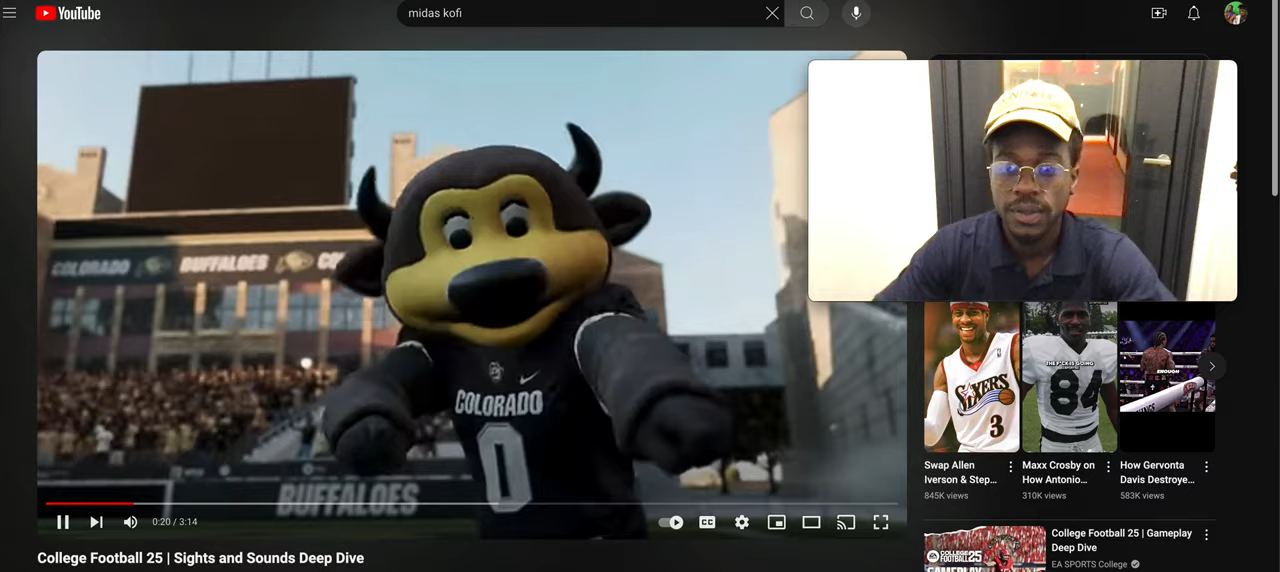 YouTube
midas kofi
COLORADO
BUFFALOES
COLORADO
0
BUFFALOES
SIXERS
3
84
ENOUGH
Swap Allen
Iverson & Step...
845K views
Maxx Crosby on
How Antonio...
310K views
How Gervonta
Davis Destroye...
583K views
0:20 / 3:14
CC
College Football 25 | Sights and Sounds Deep Dive
College Football 25 | Gameplay
Deep Dive
EA SPORTS College